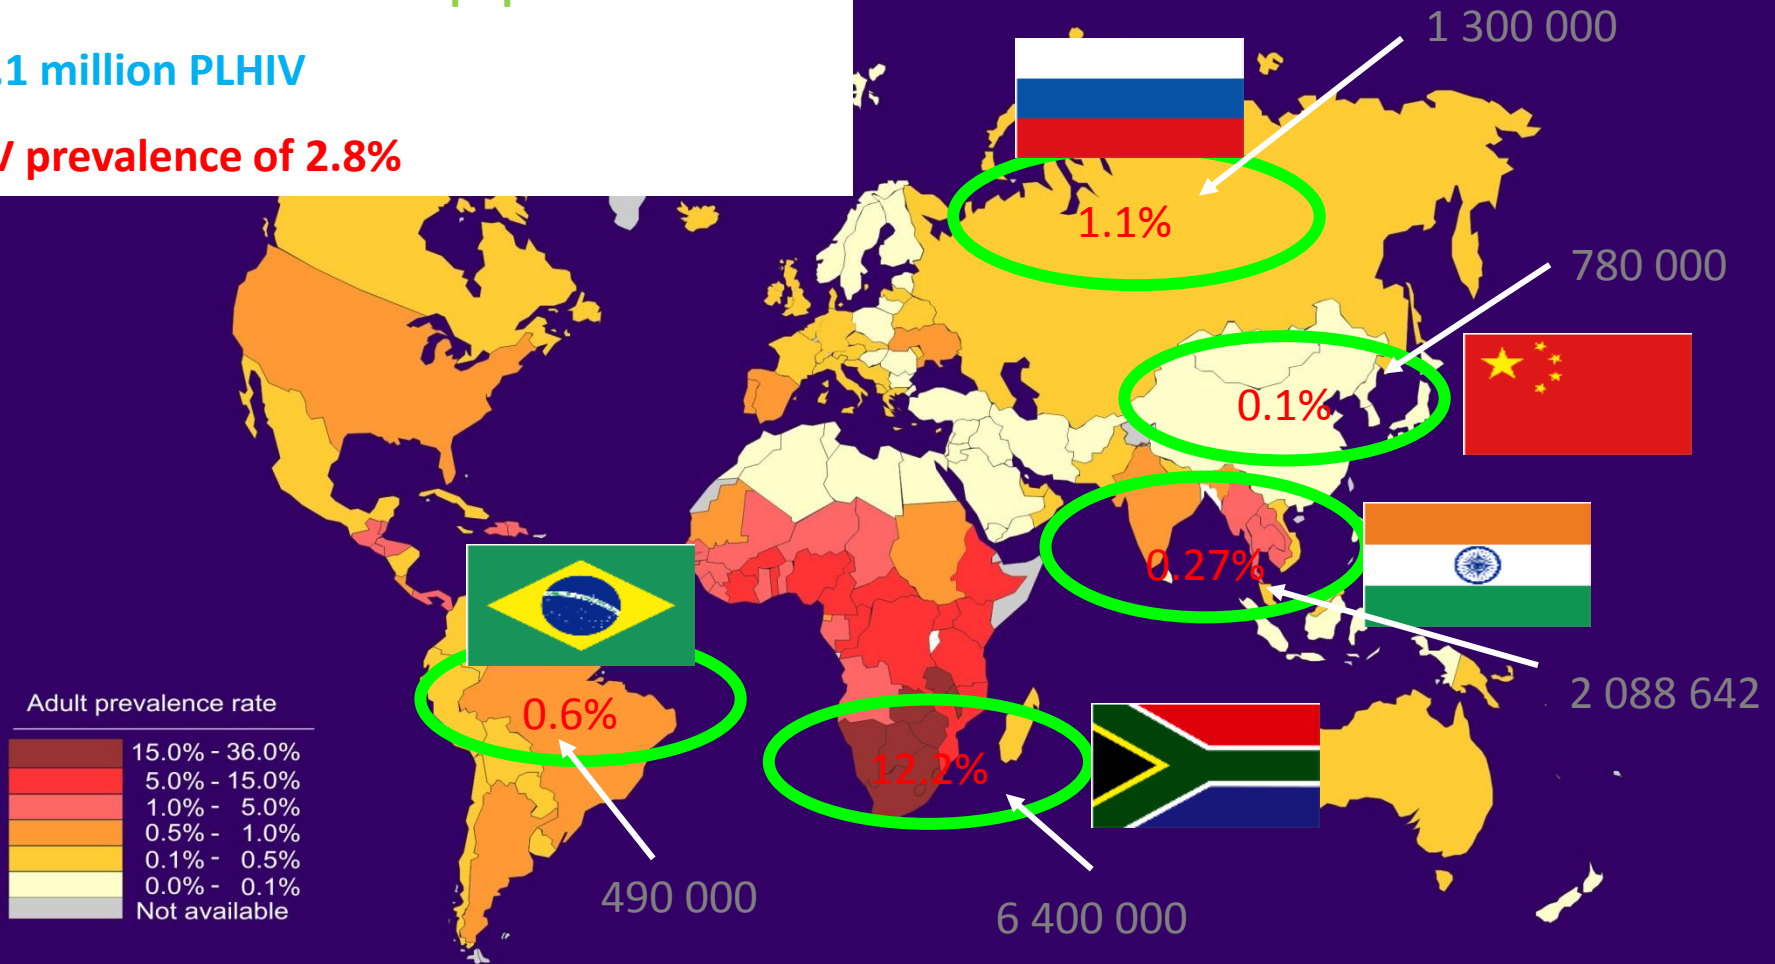 .1 million PLHIV
prevalence of 2.8%
1 300 000
1.1%
780 000
0.1%
0.27%
2 088 642
0.6%
490 000
12.2%
6 400 000
Adult prevalence rate
15.0% - 36.0%
5.0% - 15.0%
1.0% - 5.0%
0.5% - 1.0%
0.1% - 0.5%
0.0% - 0.1%
Not available